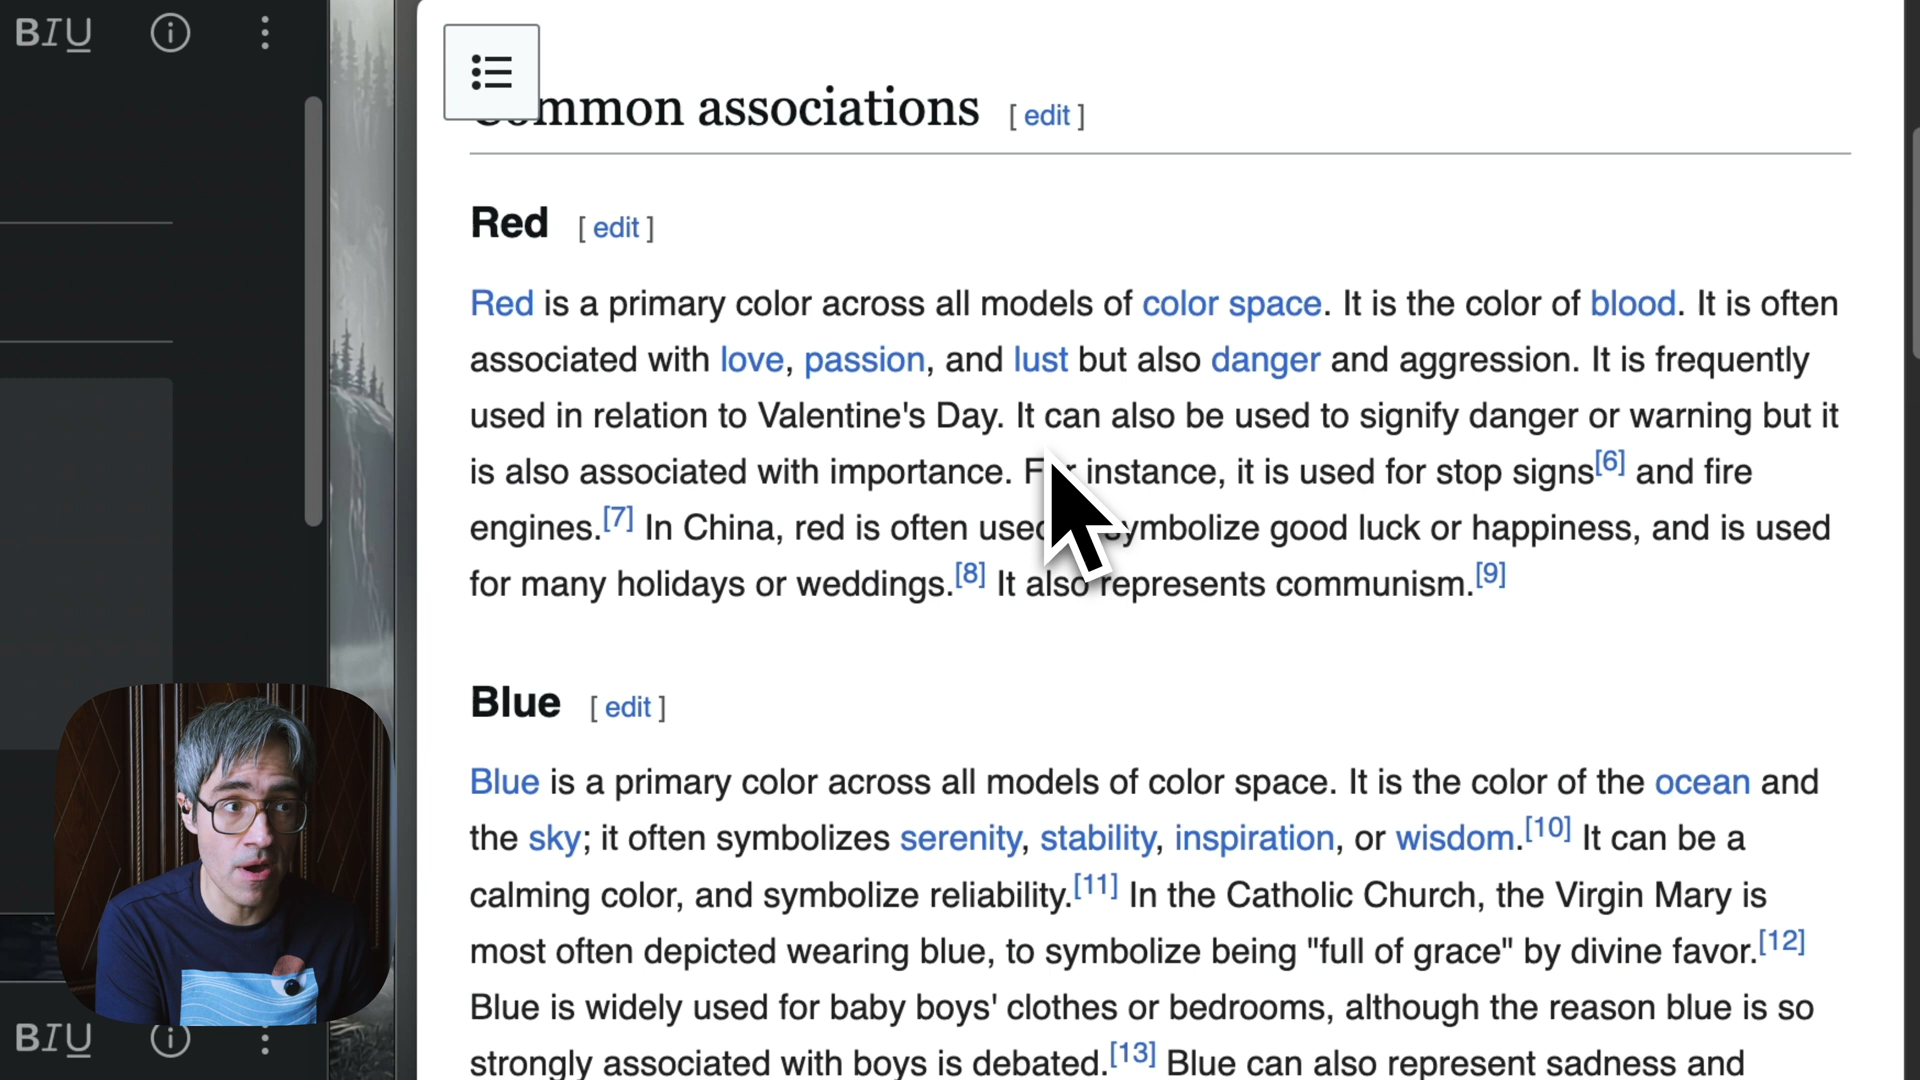 BIU
mmon associations [ edit ]
Red [ edit ]
Red is a primary color across all models of color space. It is the color of blood. It is often
associated with love, passion, and lust but also danger and aggression. It is frequently
used in relation to Valentine's Day. It can also be used to signify danger or warning but it
is also associated with importance. For instance, it is used for stop signs[6] and fire
engines.[7] In China, red is often used symbolize good luck or happiness, and is used
for many holidays or weddings.[8] It also represents communism.[9]
Blue [ edit ]
Blue is a primary color across all models of color space. It is the color of the ocean and
the sky; it often symbolizes serenity, stability, inspiration, or wisdom.[10] It can be a
calming color, and symbolize reliability.[11] In the Catholic Church, the Virgin Mary is
most often depicted wearing blue, to symbolize being "full of grace" by divine favor.[12]
Blue is widely used for baby boys' clothes or bedrooms, although the reason blue is so
strongly associated with boys is debated.[13] Blue can also represent sadness and
BIU